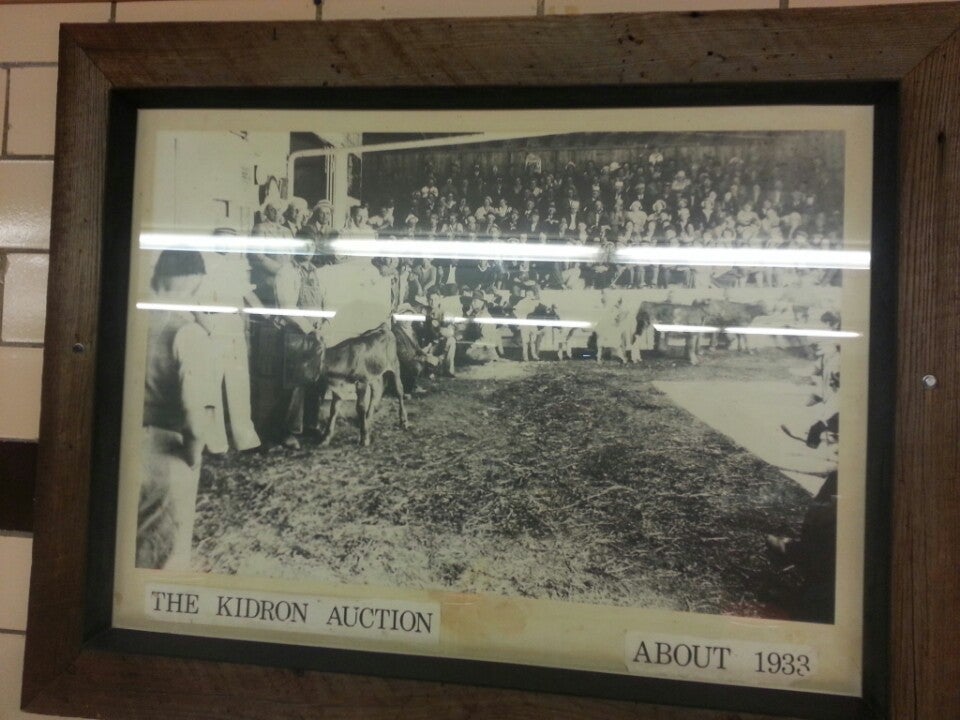 THE KIDRON AUCTION
ABOUT 1933